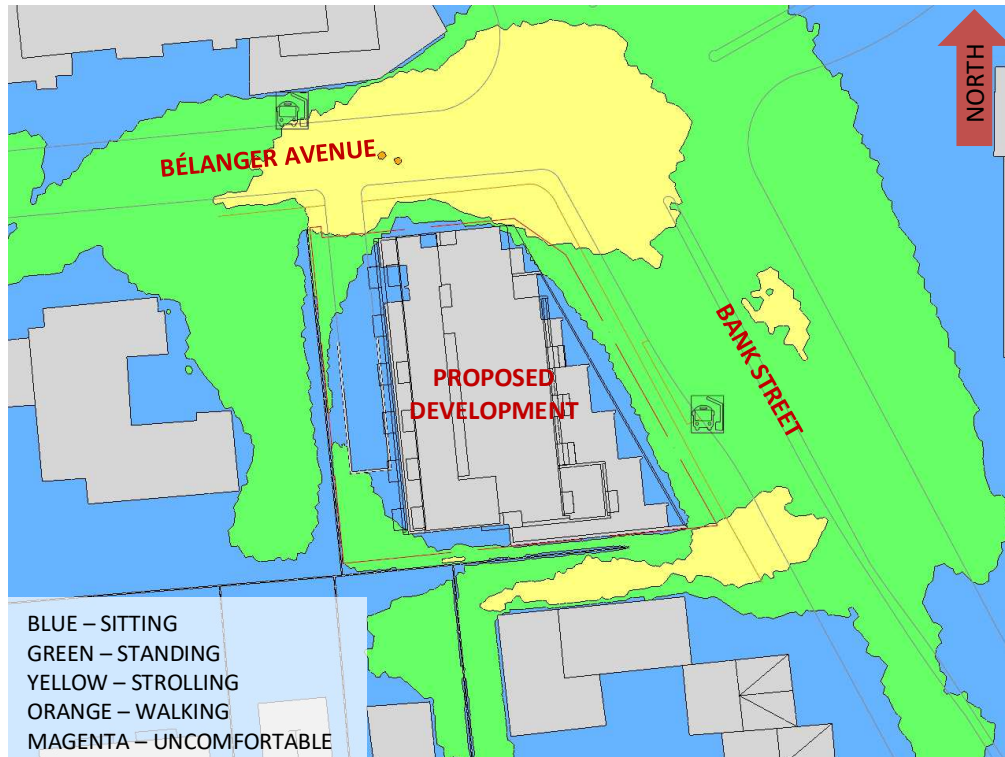 NORTH
BÉLANGER AVENUE
BANK STREET
PROPOSED
DEVELOPMENT
BLUE – SITTING
GREEN – STANDING
YELLOW – STROLLING
ORANGE – WALKING
MAGENTA – UNCOMFORTABLE